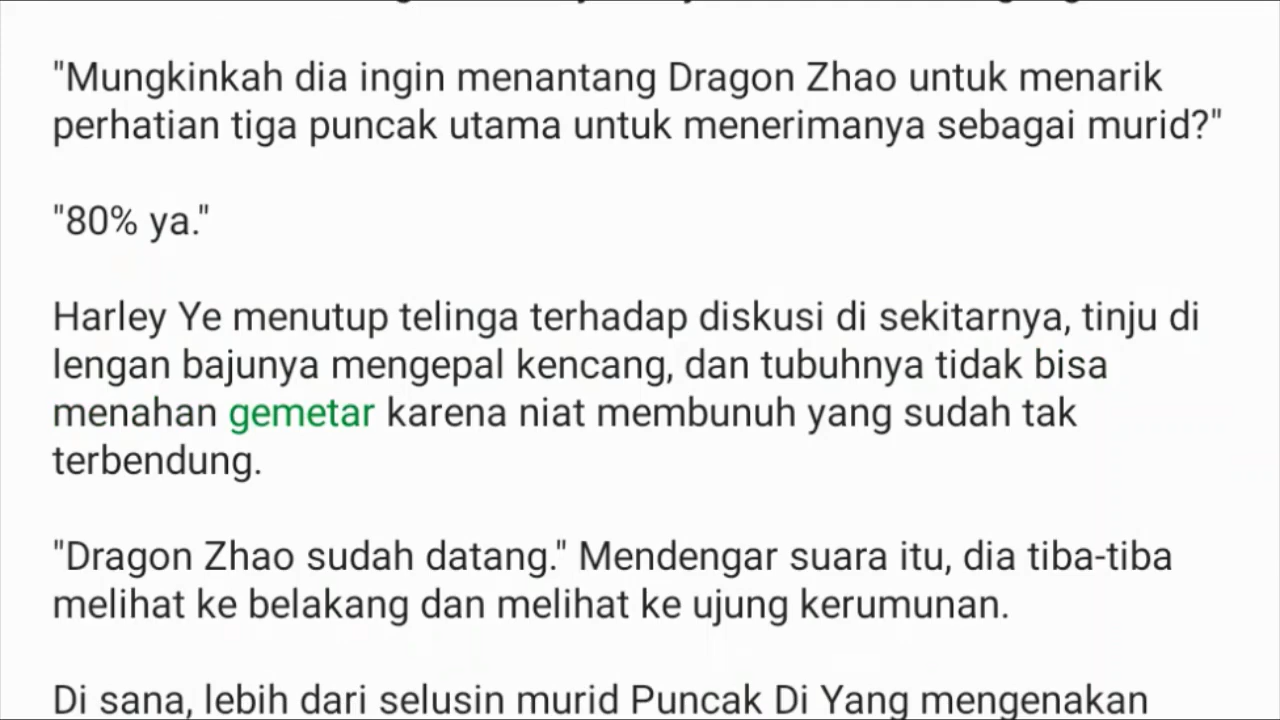 "Mungkinkah dia ingin menantang Dragon Zhao untuk menarik
perhatian tiga puncak utama untuk menerimanya sebagai murid?"
"80% ya."
Harley Ye menutup telinga terhadap diskusi di sekitarnya, tinju di
lengan bajunya mengepal kencang, dan tubuhnya tidak bisa
menahan gemetar karena niat membunuh yang sudah tak
terbendung.
"Dragon Zhao sudah datang." Mendengar suara itu, dia tiba-tiba
melihat ke belakang dan melihat ke ujung kerumunan.
Di sana, lebih dari selusin murid Puncak Di Yang mengenakan